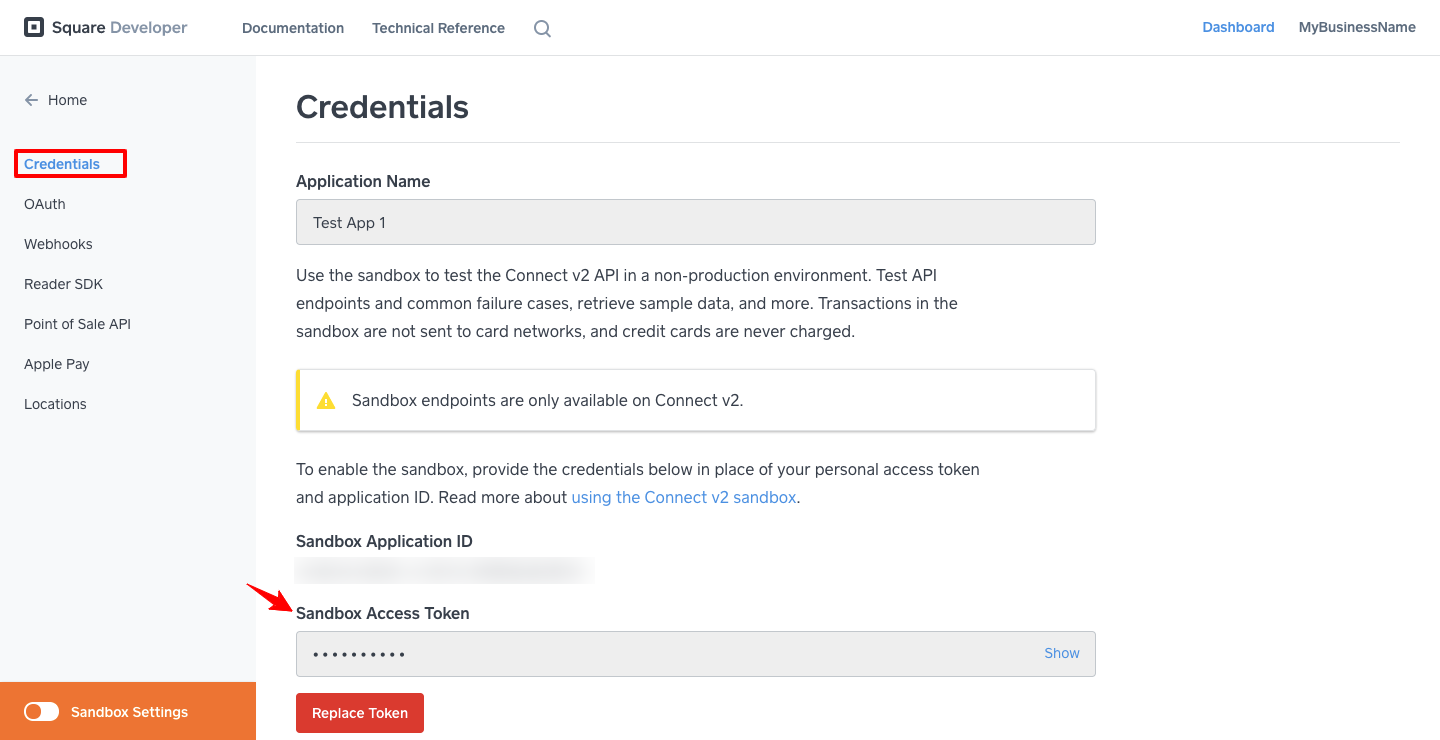 Square Developer
Documentation
Technical Reference
Dashboard
MyBusinessName
Home
Credentials
OAuth
Webhooks
Reader SDK
Point of Sale API
Apple Pay
Locations
Sandbox Settings
Credentials
Application Name
Test App 1
Use the sandbox to test the Connect v2 API in a non-production environment. Test API
endpoints and common failure cases, retrieve sample data, and more. Transactions in the
sandbox are not sent to card networks, and credit cards are never charged.
Sandbox endpoints are only available on Connect v2.
To enable the sandbox, provide the credentials below in place of your personal access token
and application ID. Read more about using the Connect v2 sandbox.
Sandbox Application ID
Sandbox Access Token
••••••••••
Show
Replace Token